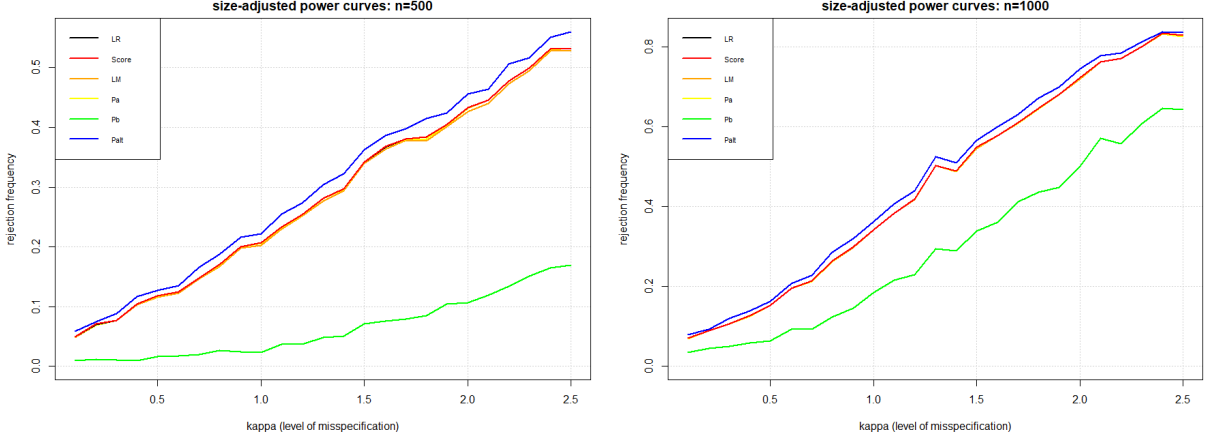 size-adjusted power curves: n=500
LR
Score
LM
Pa
Pb
Palt
rejection frequency
0.0
0.1
0.2
0.3
0.4
0.5
0.5
1.0
1.5
2.0
2.5
kappa (level of misspecification)
size-adjusted power curves: n=1000
LR
Score
LM
Pa
Pb
Palt
rejection frequency
0.0
0.2
0.4
0.6
0.8
0.5
1.0
1.5
2.0
2.5
kappa (level of misspecification)